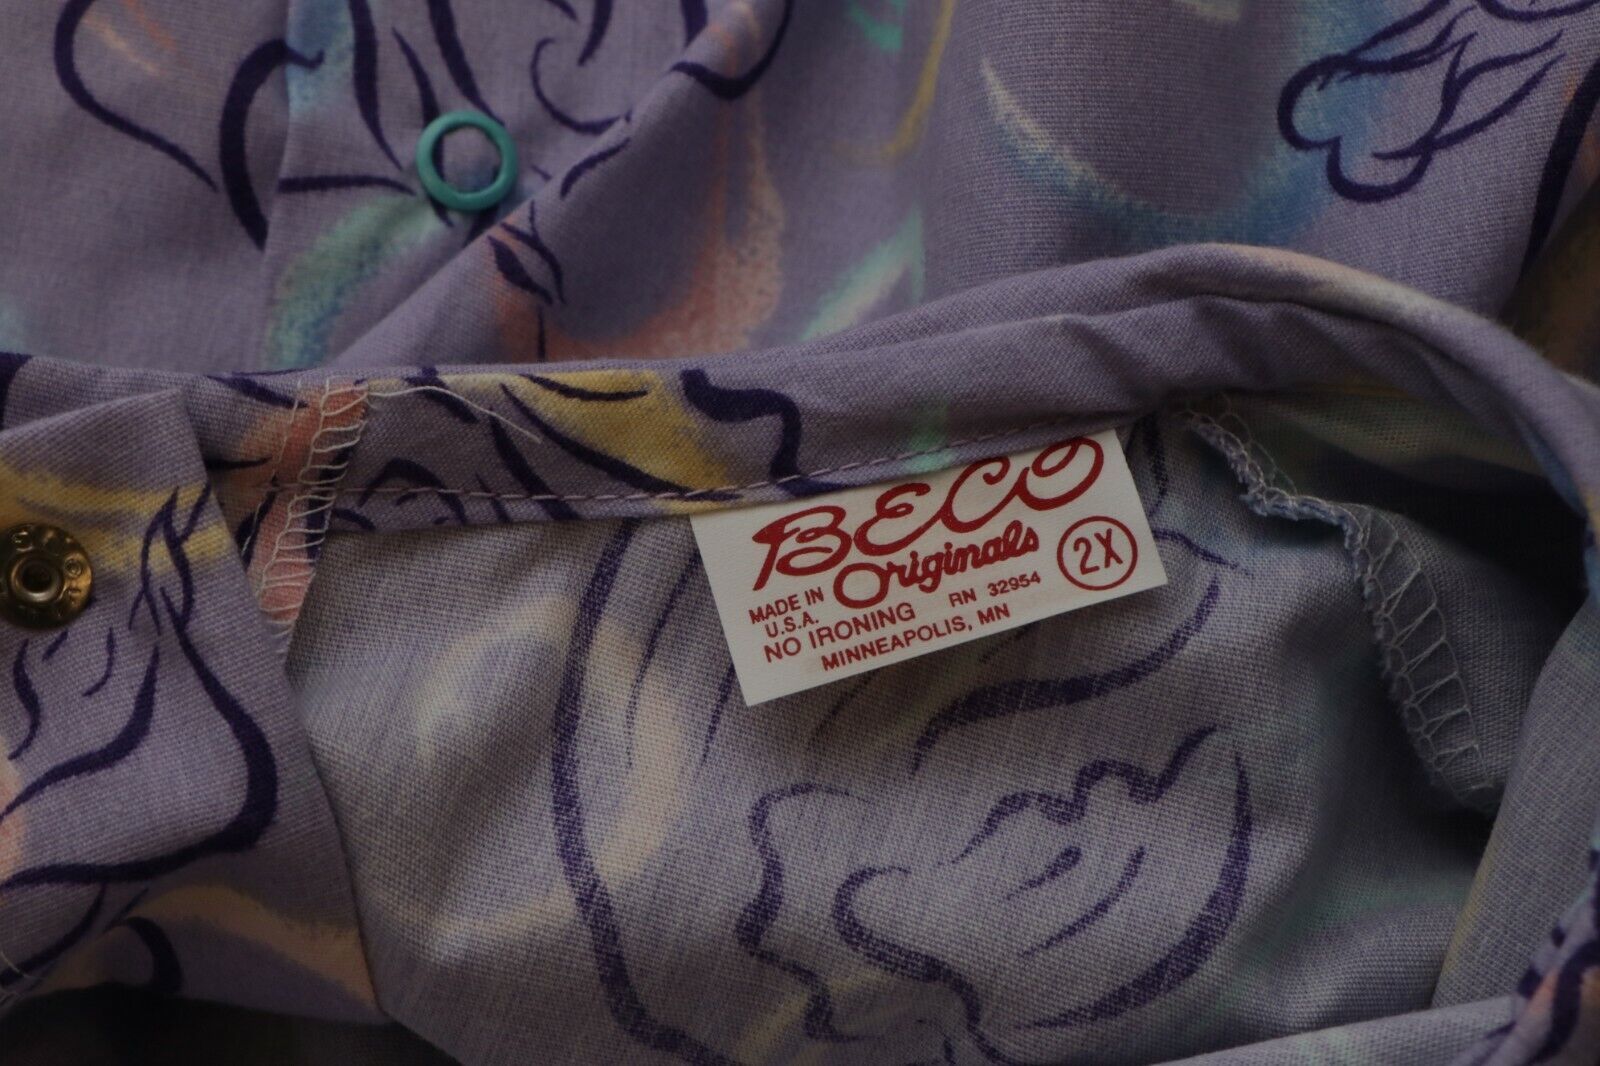 BECO
Originals
2X
MADE IN
U.S.A.
RN 32954
NO IRONING
MINNEAPOLIS, MN